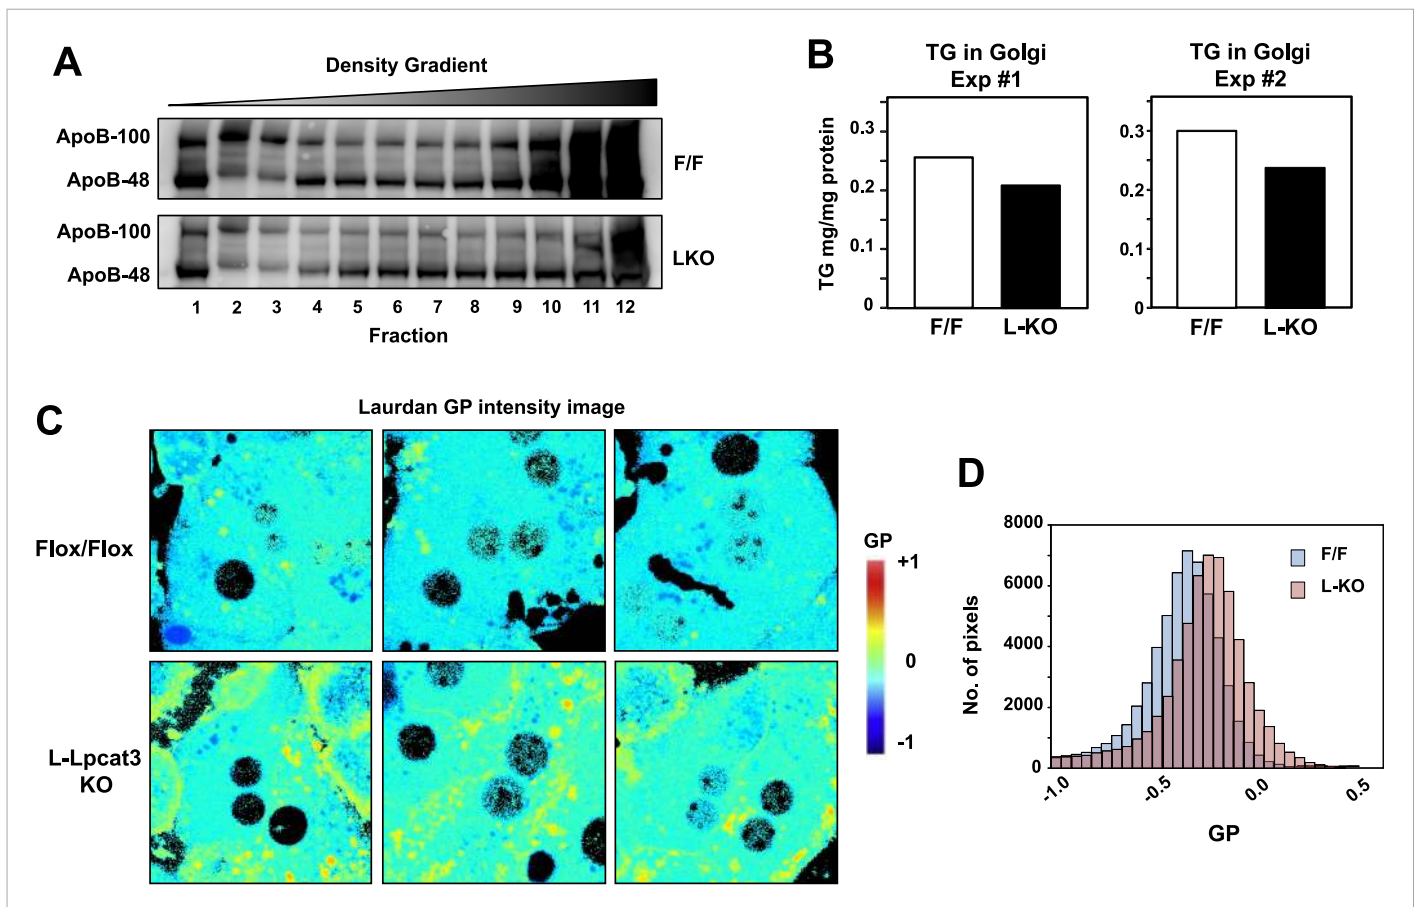 A
Density Gradient
ApoB-100
ApoB-48
F/F
ApoB-100
ApoB-48
LKO
1 2 3 4 5 6 7 8 9 10 11 12
Fraction
B
TG in Golgi
Exp #1
TG in Golgi
Exp #2
TG mg/mg protein
0.3
0.2
0.1
0
F/F L-KO
0.3
0.2
0.1
0
F/F L-KO
C
Laurdan GP intensity image
Flox/Flox
L-Lpcat3
KO
GP
+1
0
-1
D
No. of pixels
8000
6000
4000
2000
0
F/F
L-KO
-1.0 -0.5 0.0 0.5
GP